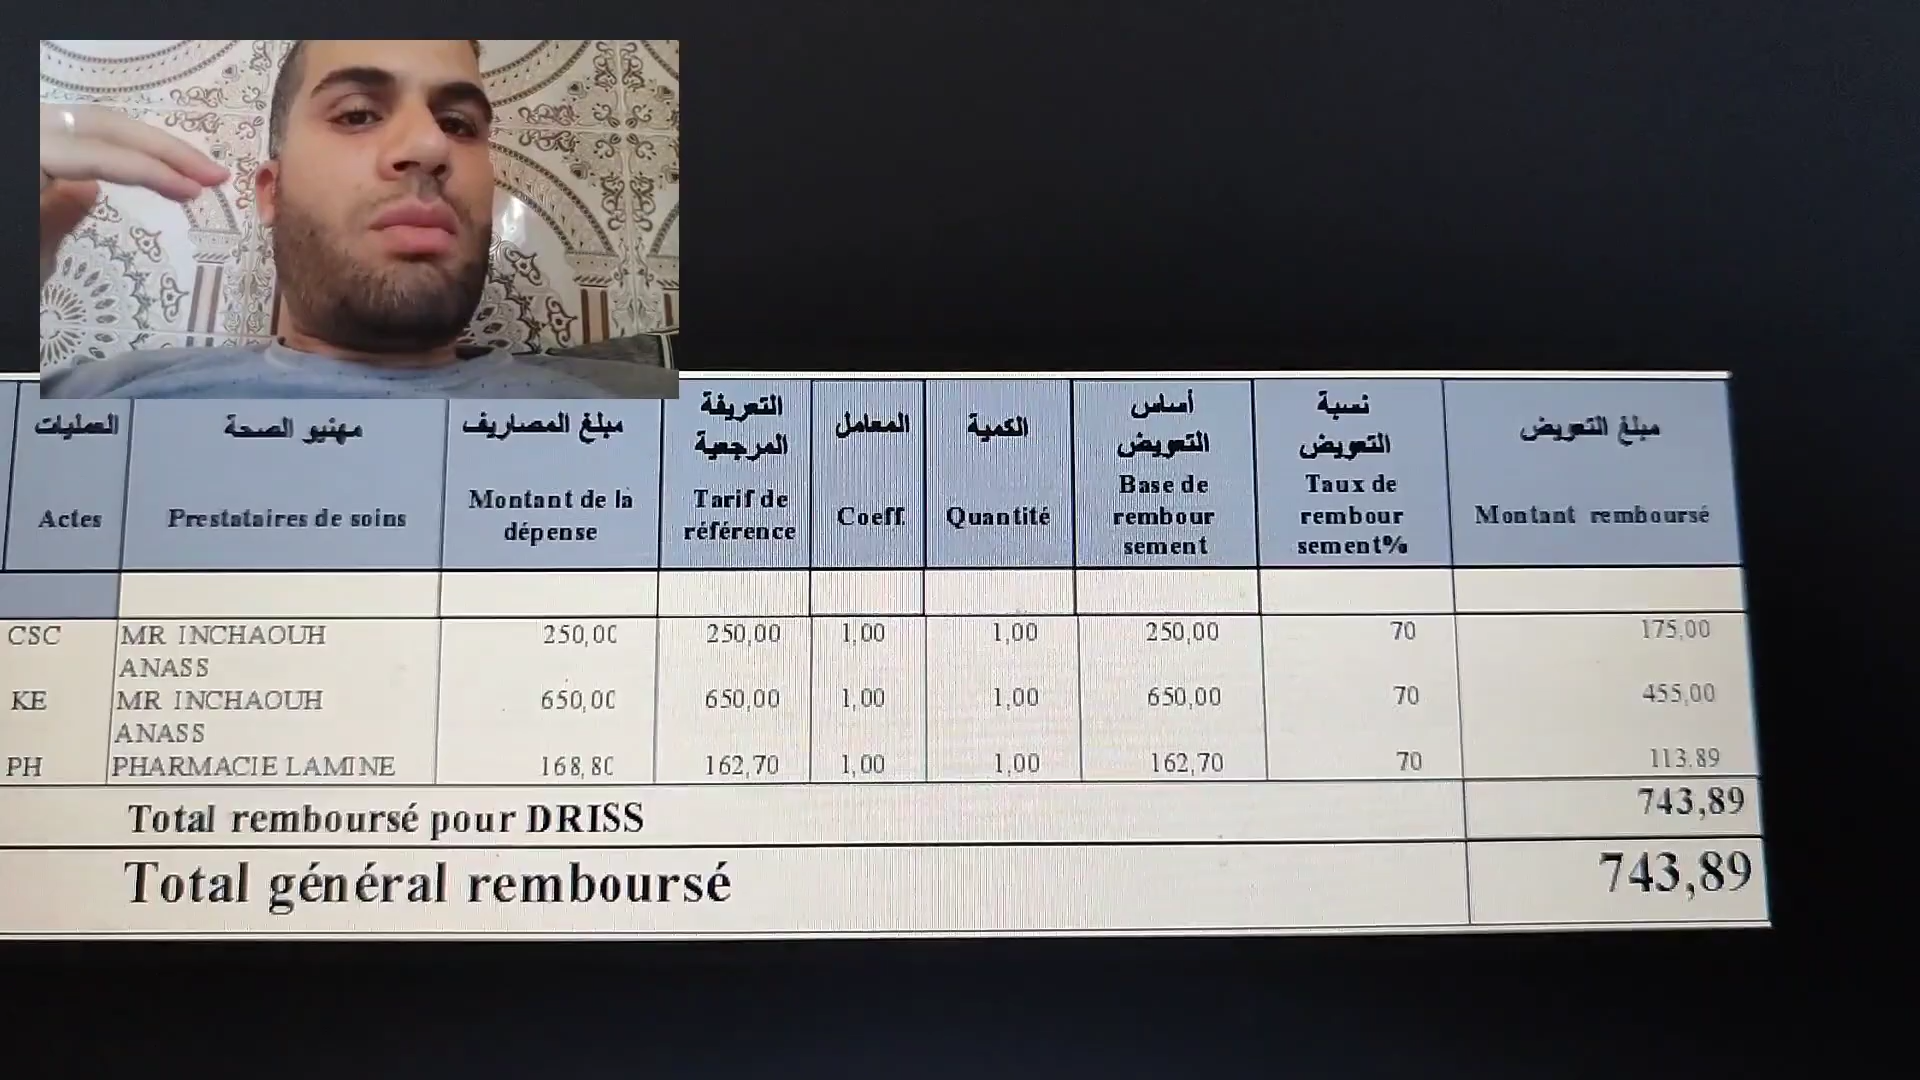 العمليات
Actes
مهنيو الصحة
Prestataires de soins
مبلغ المصاريف
Montant de la
dépense
التعريفة
المرجعية
Tarif de
référence
المعامل
Coeff.
الكمية
Quantité
أساس
التعويض
Base de
rembour
sement
نسبة
التعويض
Taux de
rembour
sement%
مبلغ التعويض
Montant remboursé
CSC MR INCHAOUH 250,00 250,00 1,00 1,00 250,00 70 175,00
ANASS
KE MR INCHAOUH 650,00 650,00 1,00 1,00 650,00 70 455,00
ANASS
PH PHARMACIE LAMINE 168,80 162,70 1,00 1,00 162,70 70 113.89
Total remboursé pour DRISS 743,89
Total général remboursé 743,89